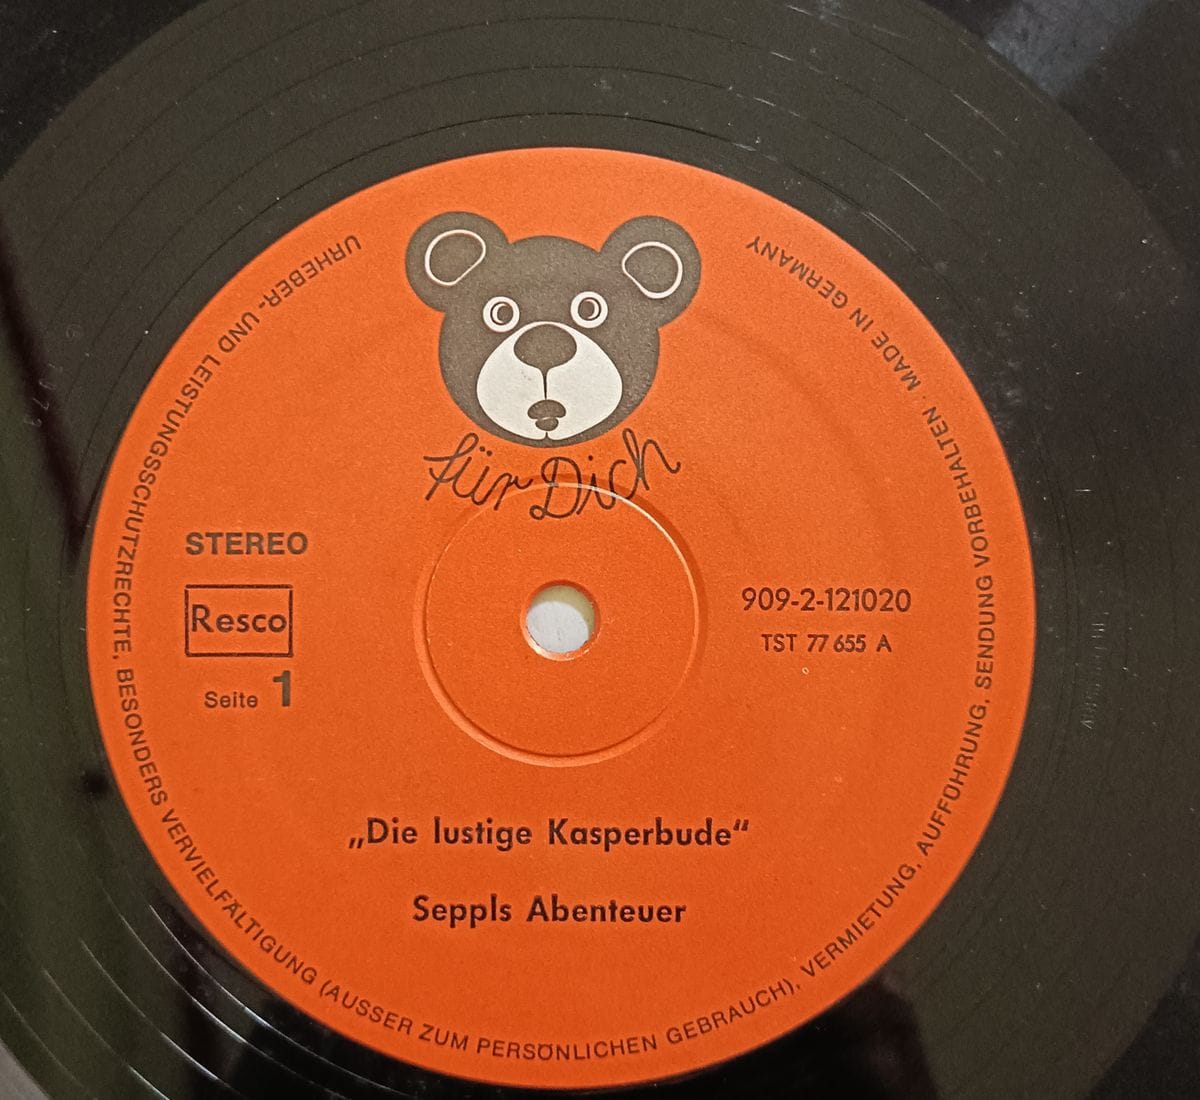 für Dich
STEREO
Resco
Seite 1
909-2-121020
TST 77 655 A
„Die lustige Kasperbude“
Seppls Abenteuer
URHEBER- UND LEISTUNGSSCHUTZRECHTE, BESONDERS VERVIELFÄLTIGUNG (AUSSER ZUM PERSÖNLICHEN GEBRAUCH), VERMIETUNG, AUFFÜHRUNG, SENDUNG VORBEHALTEN · MADE IN GERMANY